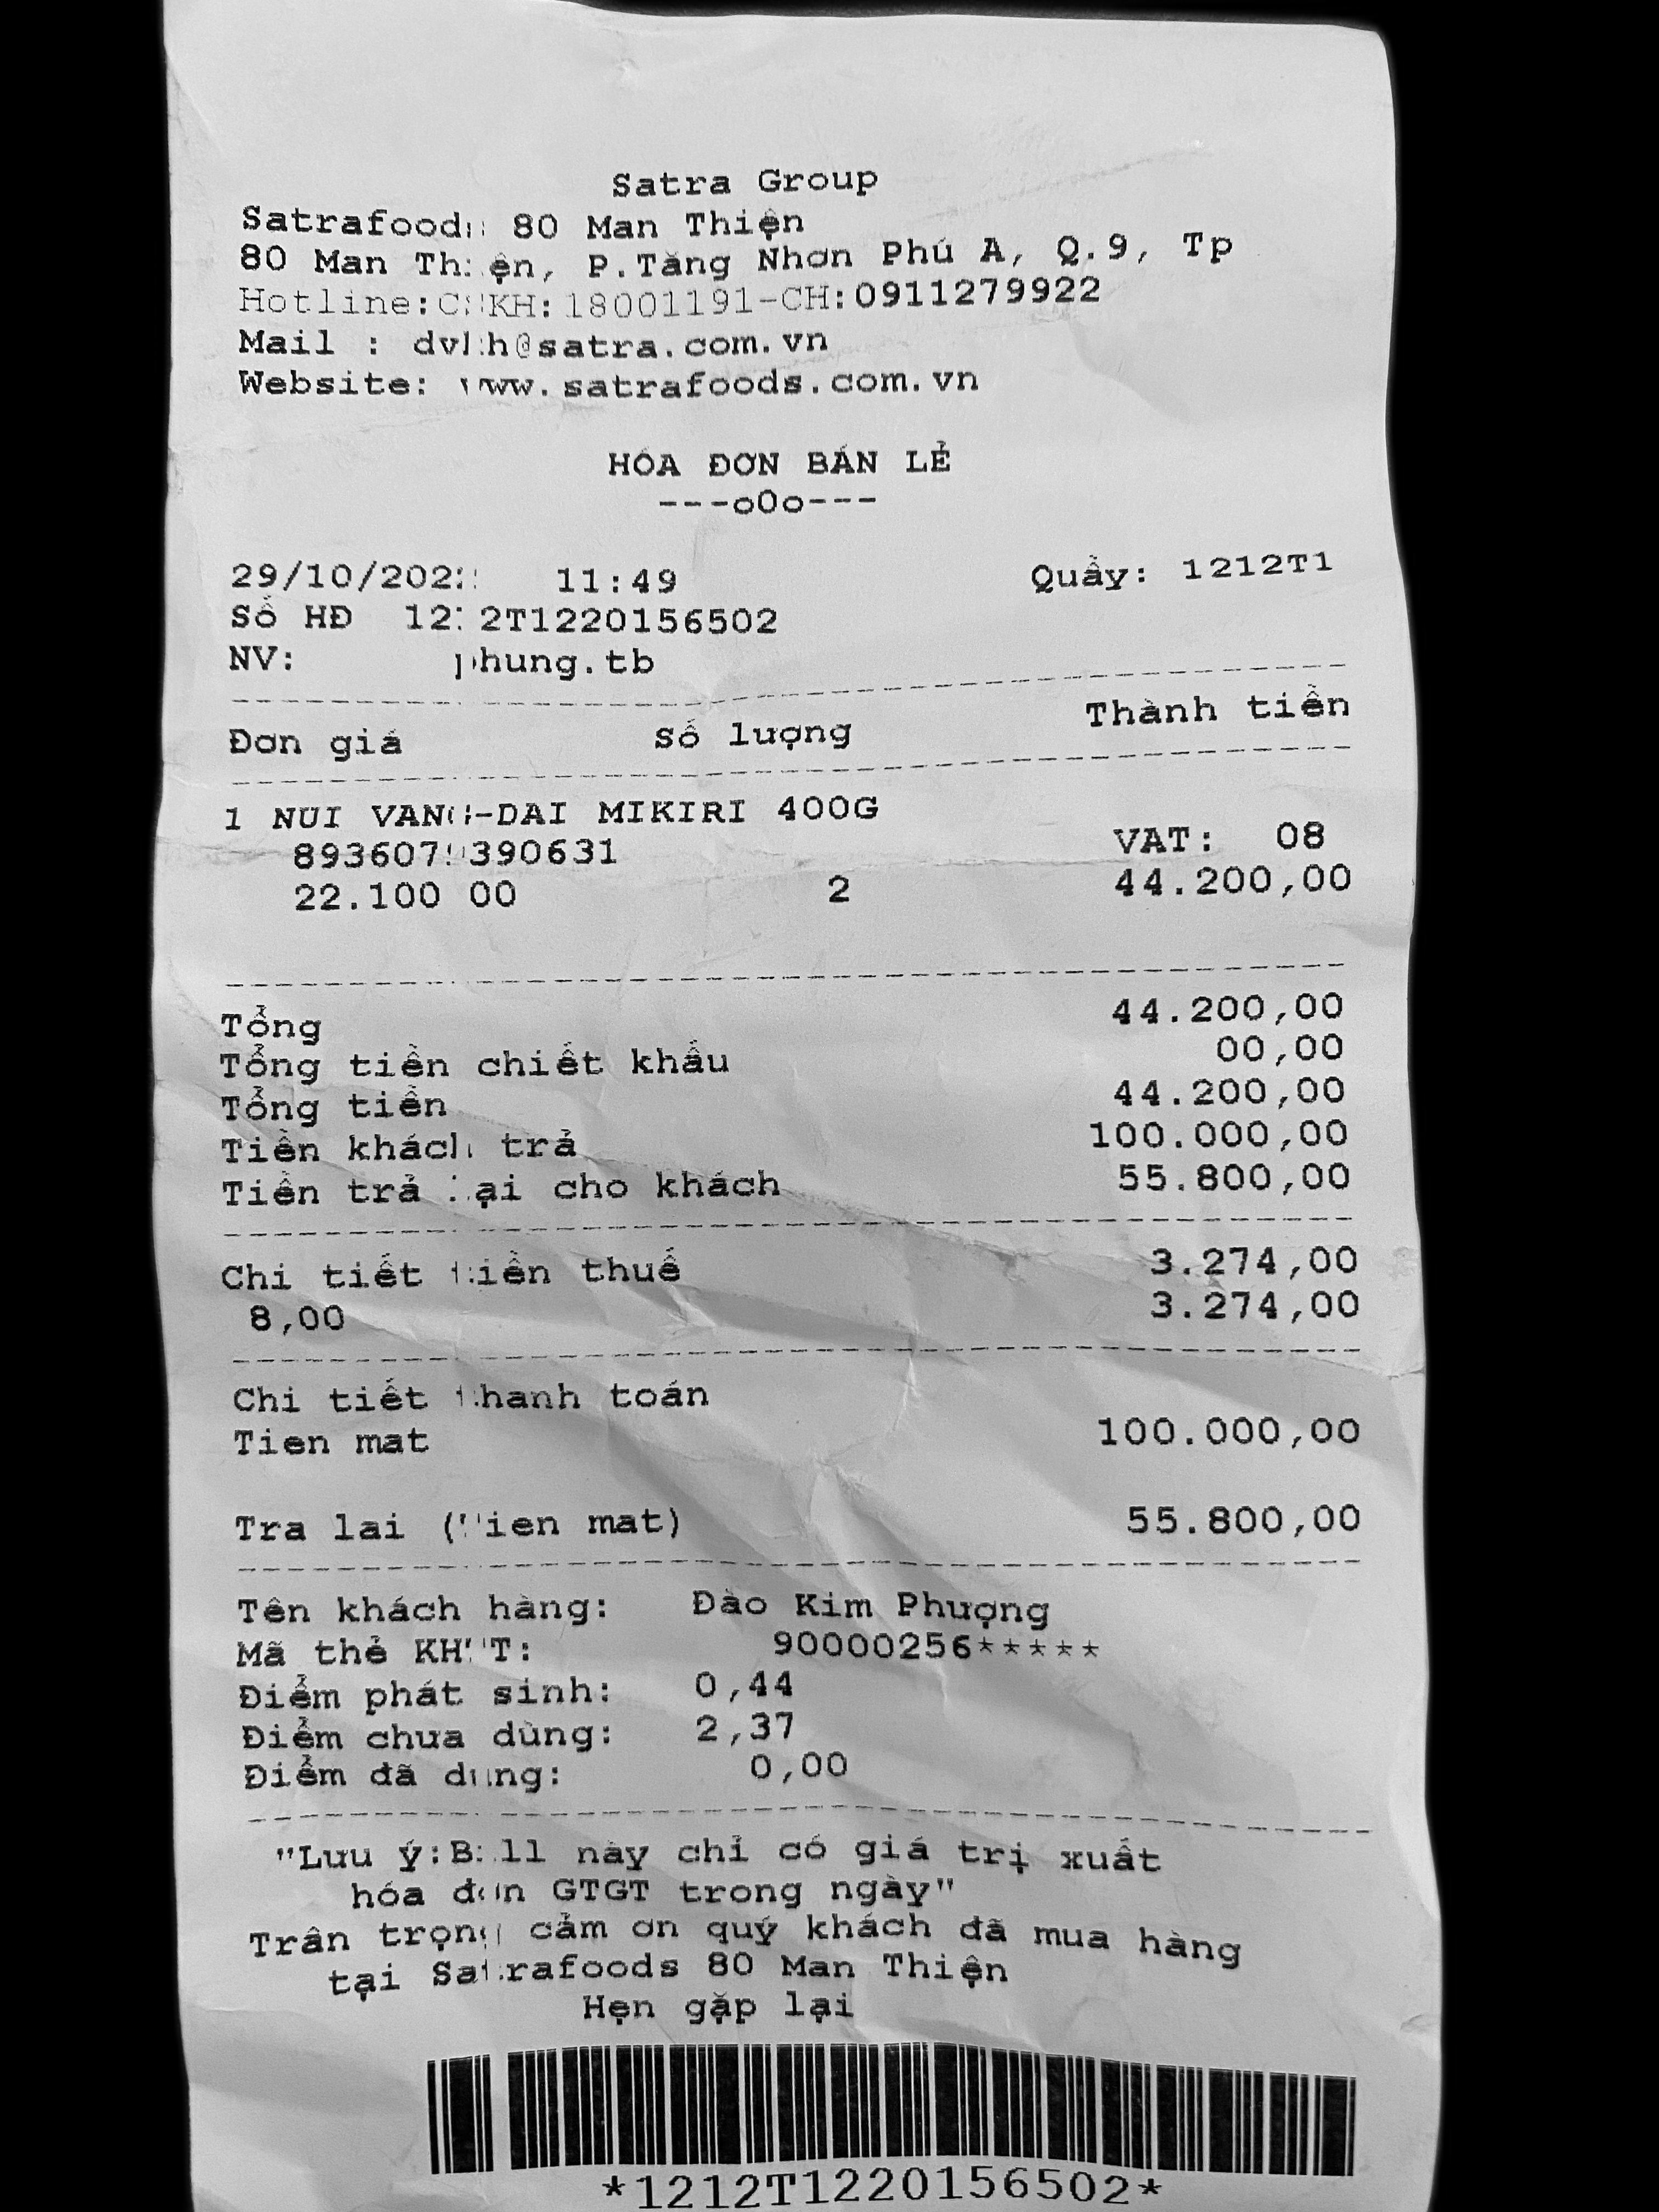 Satra Group
Satrafoods 80 Man Thiện
80 Man Thiện, P.Tăng Nhơn Phú A, Q.9, Tp
Hotline:CSKH:18001191-CH:0911279922
Mail : dvkh@satra.com.vn
Website: www.satrafoods.com.vn
HÓA ĐƠN BÁN LẺ
---o0o---
29/10/2022 11:49 Quầy: 1212T1
Số HĐ 1212T1220156502
NV: phung.tb
Đơn giá Số lượng Thành tiền
1 NUI VANG-DAI MIKIRI 400G
8936079390631 VAT: 08
22.100 00 2 44.200,00
Tổng 44.200,00
Tổng tiền chiết khấu 00,00
Tổng tiền 44.200,00
Tiền khách trả 100.000,00
Tiền trả lại cho khách 55.800,00
Chi tiết tiền thuế 3.274,00
8,00 3.274,00
Chi tiết thanh toán
Tien mat 100.000,00
Tra lai (Tien mat) 55.800,00
Tên khách hàng: Đào Kim Phượng
Mã thẻ KHTT: 90000256*****
Điểm phát sinh: 0,44
Điểm chưa dùng: 2,37
Điểm đã dùng: 0,00
"Lưu ý:Bill này chỉ có giá trị xuất
hóa đơn GTGT trong ngày"
Trân trọng cảm ơn quý khách đã mua hàng
tại Satrafoods 80 Man Thiện
Hẹn gặp lại
*1212T1220156502*